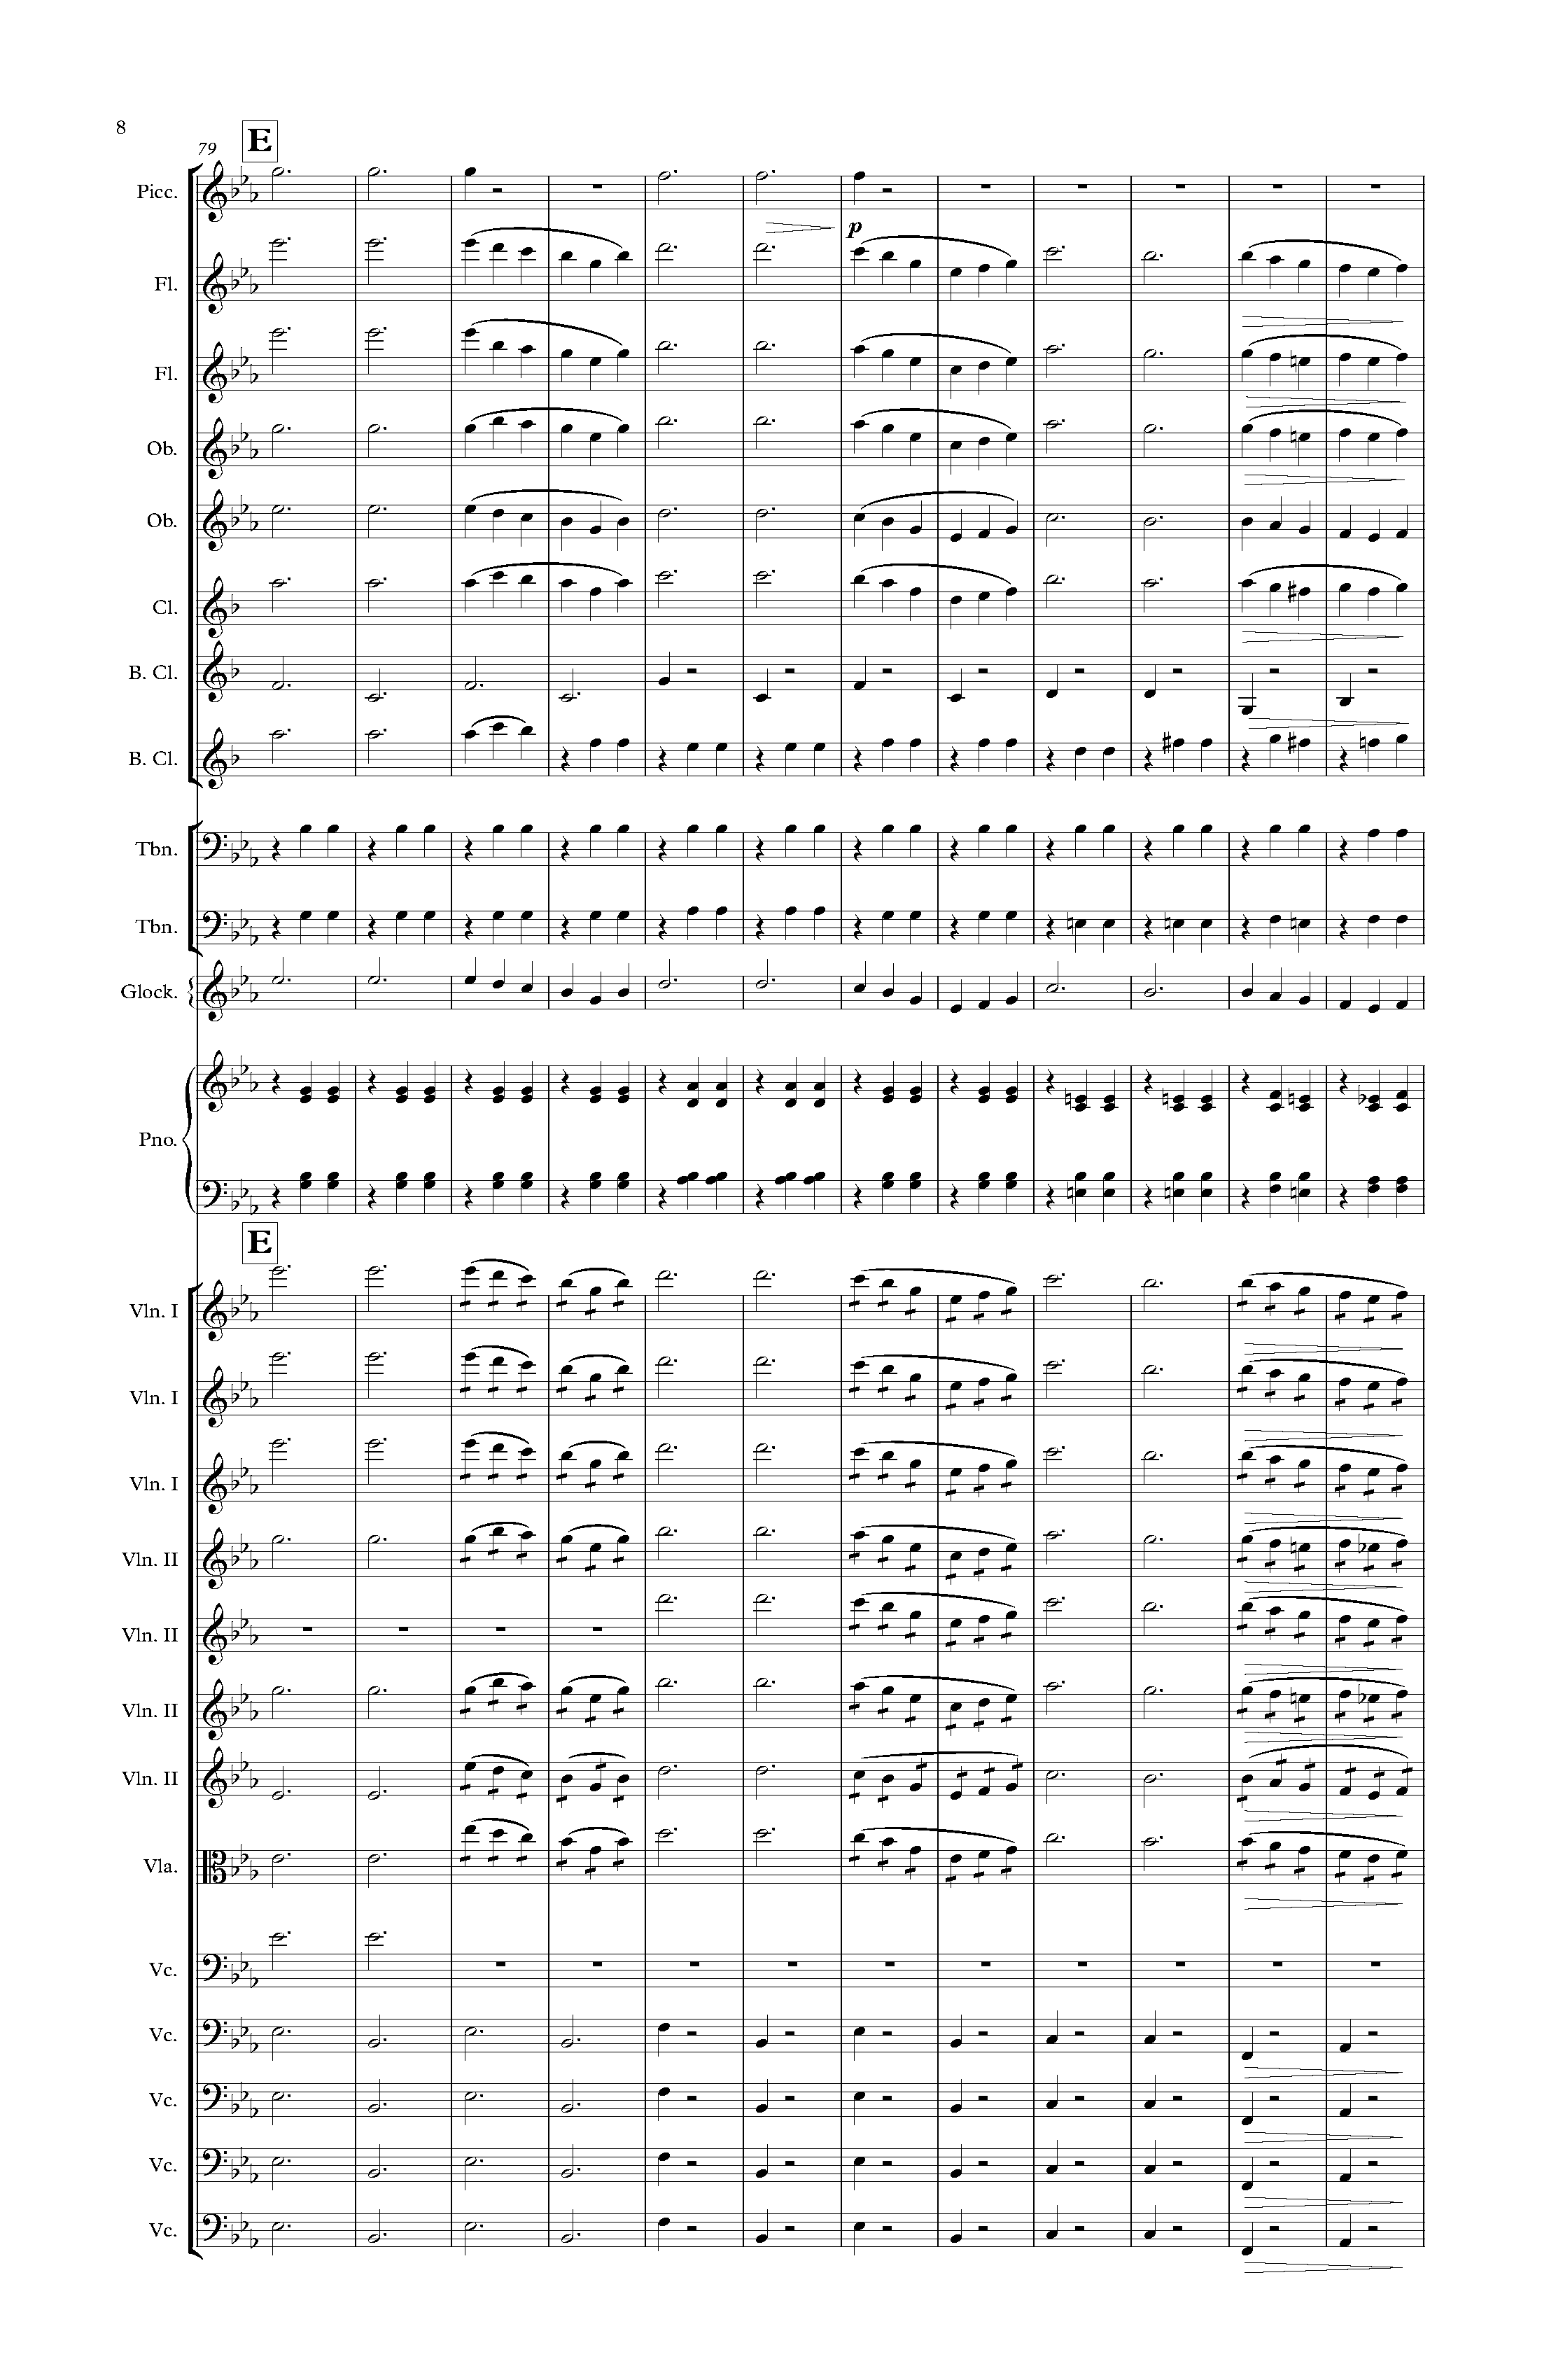 8
79
E
Picc.
p
Fl.
Fl.
Ob.
Ob.
Cl.
B. Cl.
B. Cl.
Tbn.
Tbn.
Glock.
Pno.
E
Vln. I
Vln. I
Vln. I
Vln. II
Vln. II
Vln. II
Vln. II
Vla.
Vc.
Vc.
Vc.
Vc.
Vc.